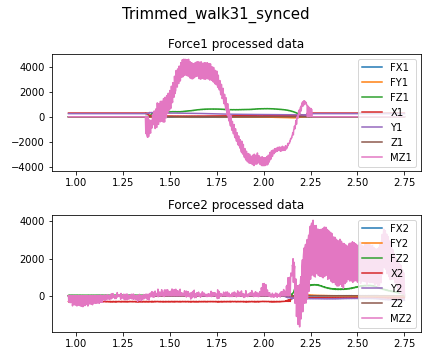 Trimmed_walk31_synced
Force1 processed data
4000
2000
0
−2000
−4000
FX1
FY1
FZ1
X1
Y1
Z1
MZ1
1.00 1.25 1.50 1.75 2.00 2.25 2.50 2.75
Force2 processed data
4000
2000
0
FX2
FY2
FZ2
X2
Y2
Z2
MZ2
1.00 1.25 1.50 1.75 2.00 2.25 2.50 2.75